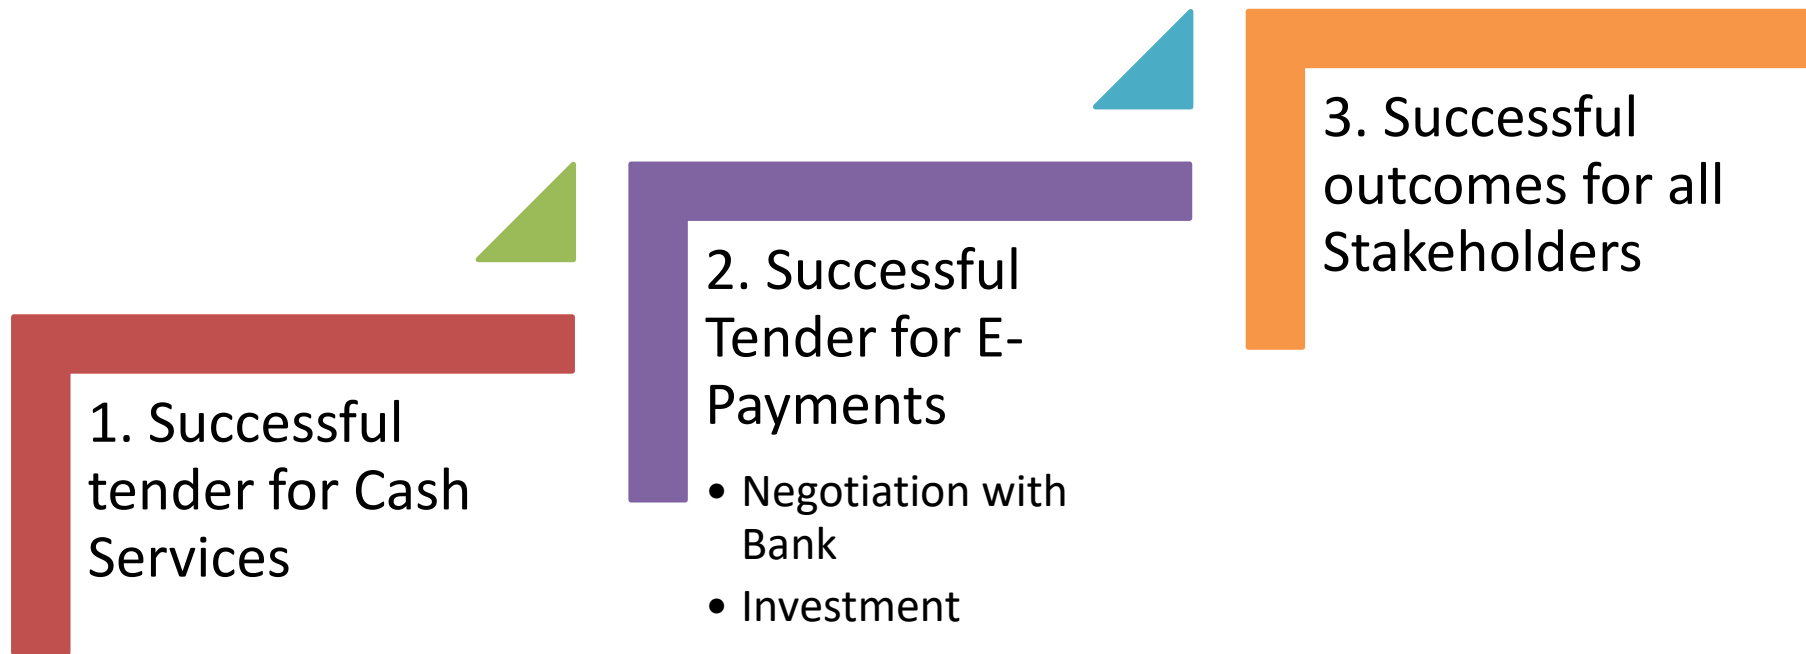 1. Successful
tender for Cash
Services
2. Successful
Tender for E-
Payments
• Negotiation with
Bank
• Investment
3. Successful
outcomes for all
Stakeholders